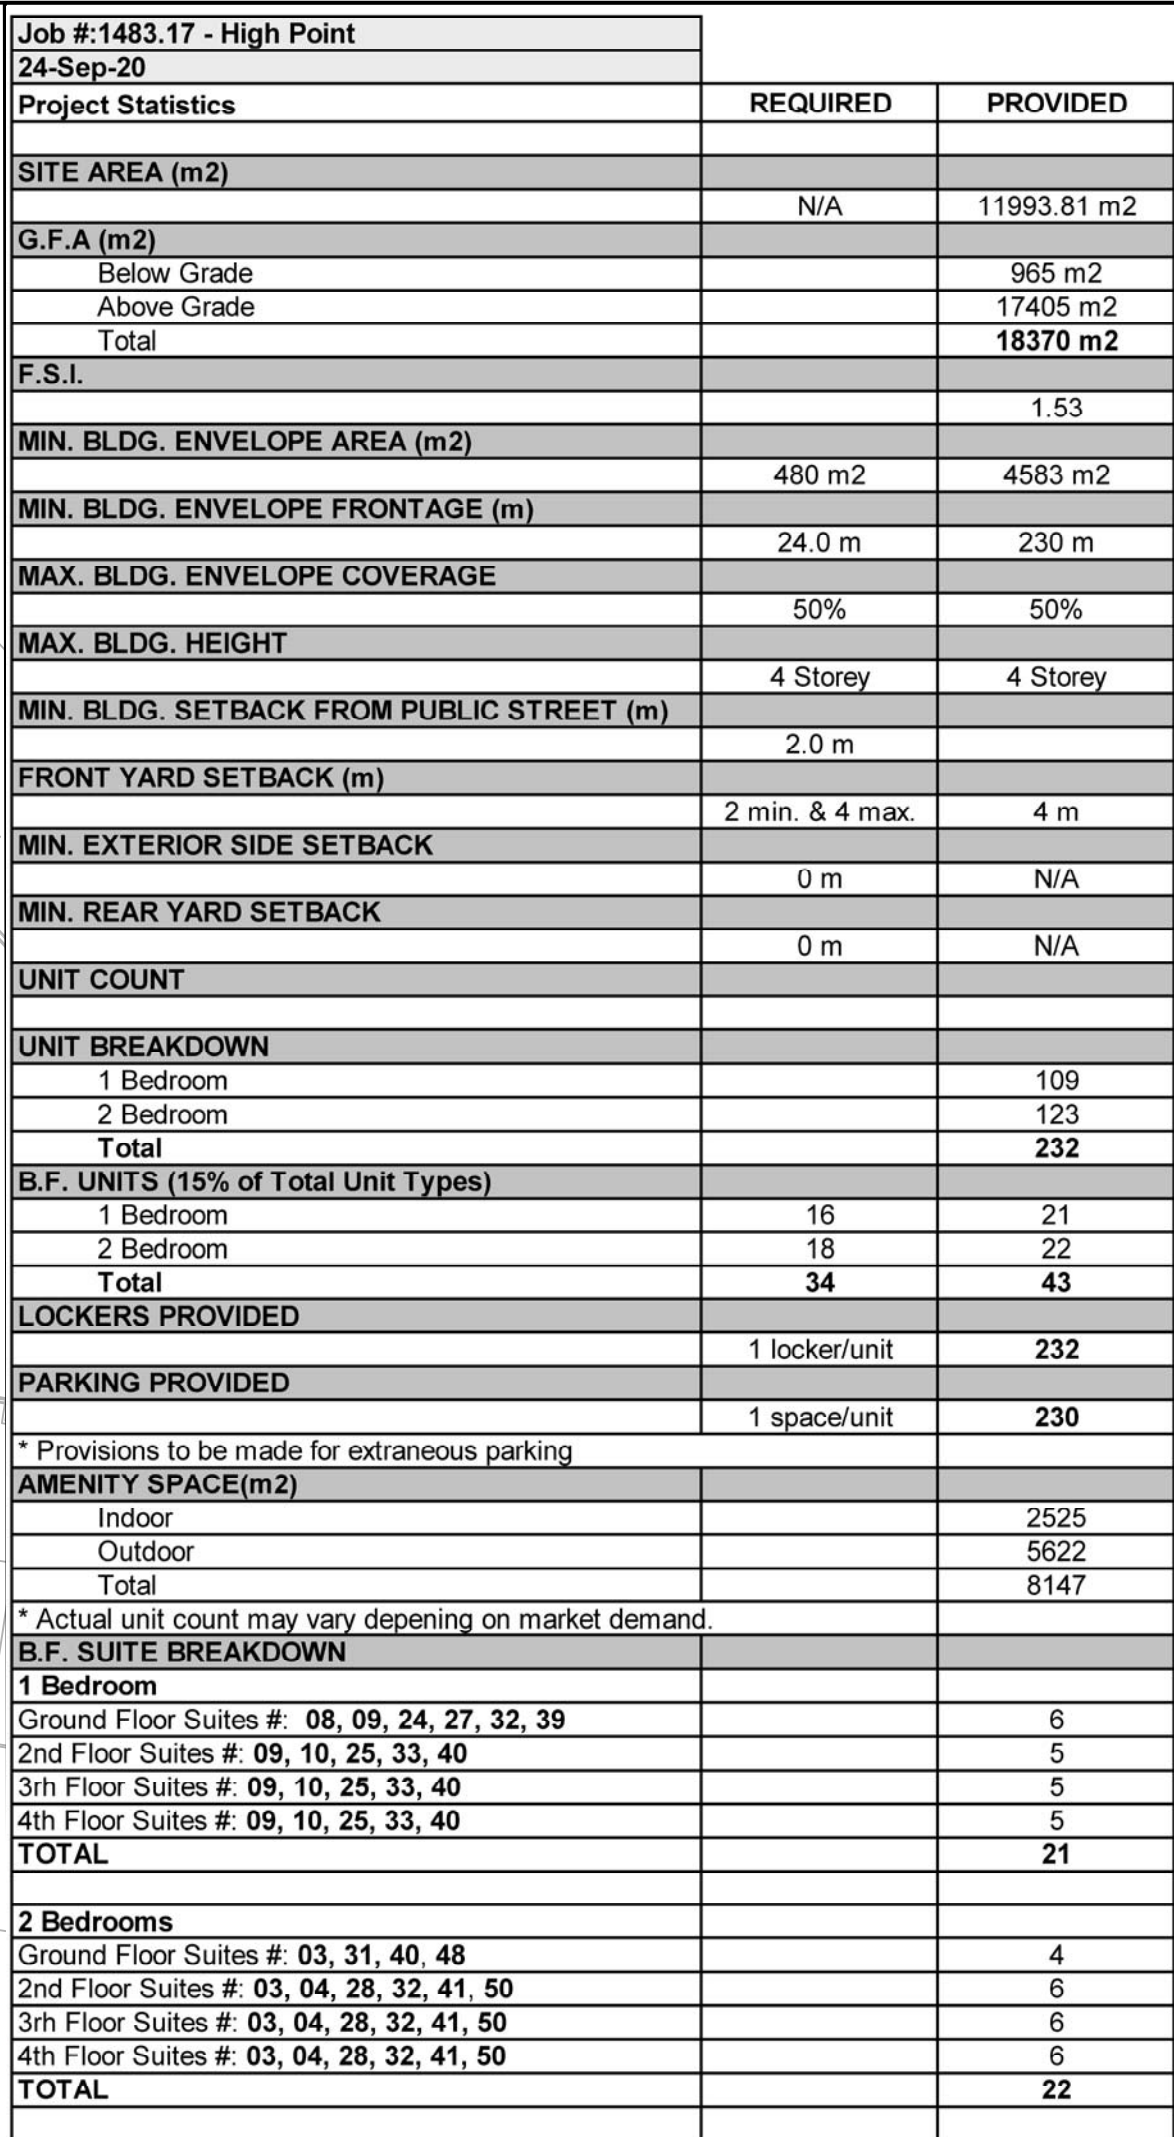 Job #:1483.17 - High Point
24-Sep-20
Project Statistics REQUIRED PROVIDED
SITE AREA (m2)
N/A 11993.81 m2
G.F.A (m2)
Below Grade 965 m2
Above Grade 17405 m2
Total 18370 m2
F.S.I.
1.53
MIN. BLDG. ENVELOPE AREA (m2)
480 m2 4583 m2
MIN. BLDG. ENVELOPE FRONTAGE (m)
24.0 m 230 m
MAX. BLDG. ENVELOPE COVERAGE
50% 50%
MAX. BLDG. HEIGHT
4 Storey 4 Storey
MIN. BLDG. SETBACK FROM PUBLIC STREET (m)
2.0 m
FRONT YARD SETBACK (m)
2 min. & 4 max. 4 m
MIN. EXTERIOR SIDE SETBACK
0 m N/A
MIN. REAR YARD SETBACK
0 m N/A
UNIT COUNT
UNIT BREAKDOWN
1 Bedroom 109
2 Bedroom 123
Total 232
B.F. UNITS (15% of Total Unit Types)
1 Bedroom 16 21
2 Bedroom 18 22
Total 34 43
LOCKERS PROVIDED
1 locker/unit 232
PARKING PROVIDED
1 space/unit 230
* Provisions to be made for extraneous parking
AMENITY SPACE(m2)
Indoor 2525
Outdoor 5622
Total 8147
* Actual unit count may vary depening on market demand.
B.F. SUITE BREAKDOWN
1 Bedroom
Ground Floor Suites #: 08, 09, 24, 27, 32, 39 6
2nd Floor Suites #: 09, 10, 25, 33, 40 5
3rh Floor Suites #: 09, 10, 25, 33, 40 5
4th Floor Suites #: 09, 10, 25, 33, 40 5
TOTAL 21
2 Bedrooms
Ground Floor Suites #: 03, 31, 40, 48 4
2nd Floor Suites #: 03, 04, 28, 32, 41, 50 6
3rh Floor Suites #: 03, 04, 28, 32, 41, 50 6
4th Floor Suites #: 03, 04, 28, 32, 41, 50 6
TOTAL 22